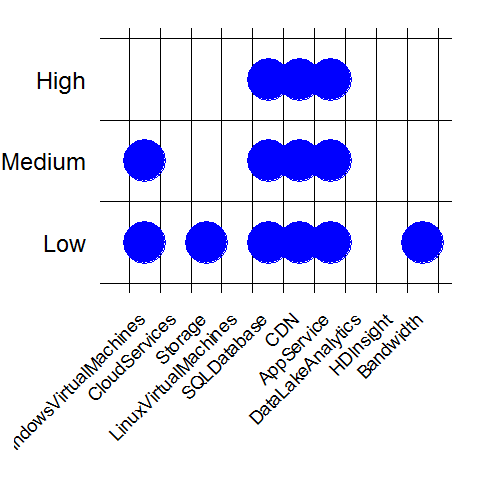 High
Medium
Low
ndowsVirtualMachines
CloudServices
Storage
LinuxVirtualMachines
SQLDatabase
CDN
AppService
DataLakeAnalytics
HDInsight
Bandwidth